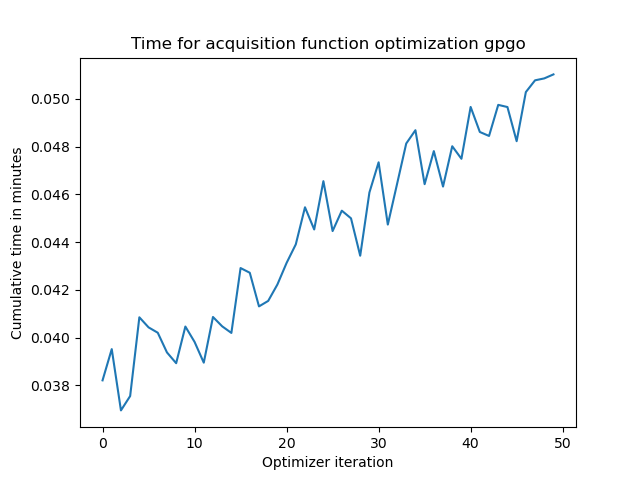 Time for acquisition function optimization gpgo
Cumulative time in minutes
0.050
0.048
0.046
0.044
0.042
0.040
0.038
0 10 20 30 40 50
Optimizer iteration